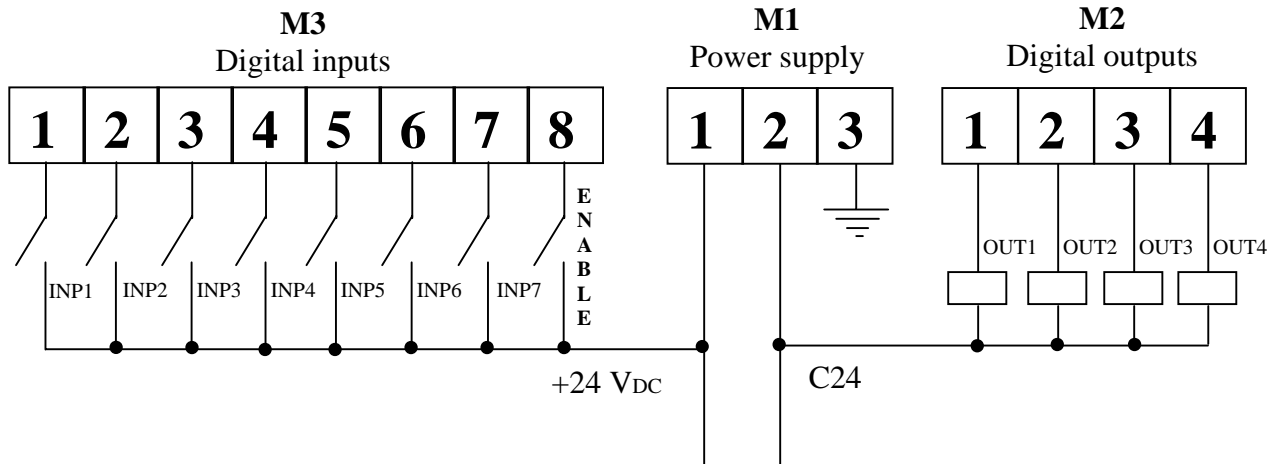 M3
Digital inputs
M1
Power supply
M2
Digital outputs
1 2 3 4 5 6 7 8
1 2 3
1 2 3 4
ENABLE
INP1 INP2 INP3 INP4 INP5 INP6 INP7
OUT1 OUT2 OUT3 OUT4
+24 VDC
C24